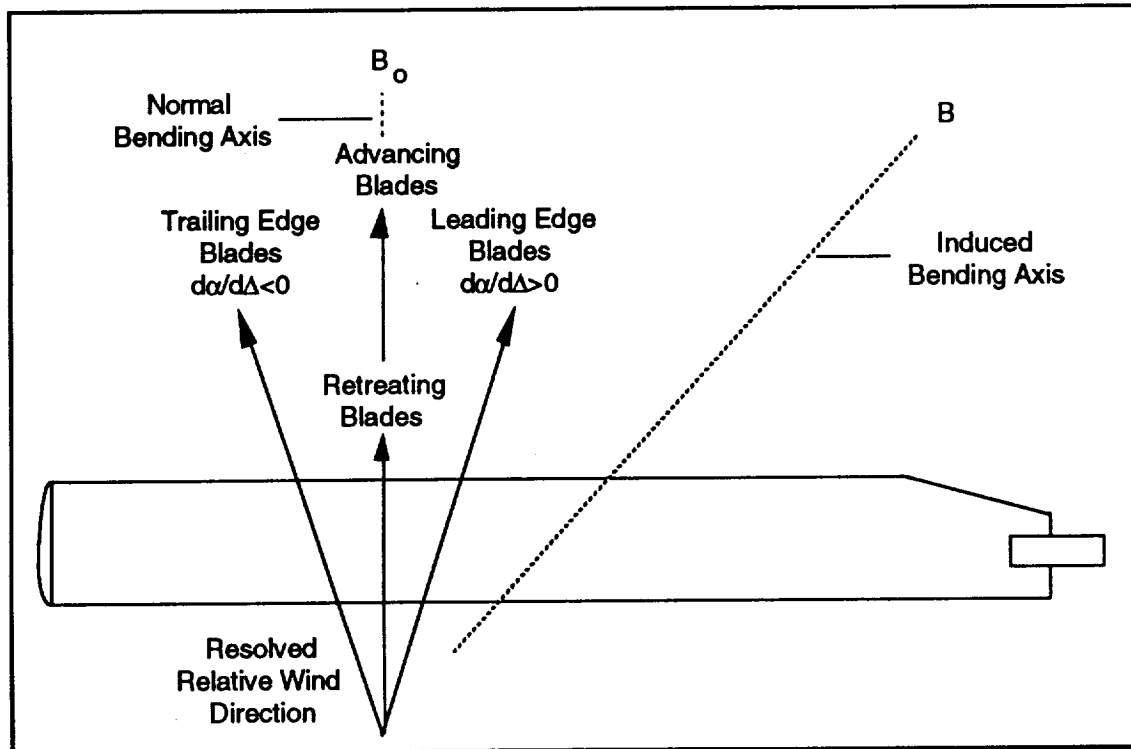 B
o
Normal
Bending Axis
B
Advancing
Blades
Trailing Edge
Blades
dα/dΔ<0
Leading Edge
Blades
dα/dΔ>0
Induced
Bending Axis
Retreating
Blades
Resolved
Relative Wind
Direction